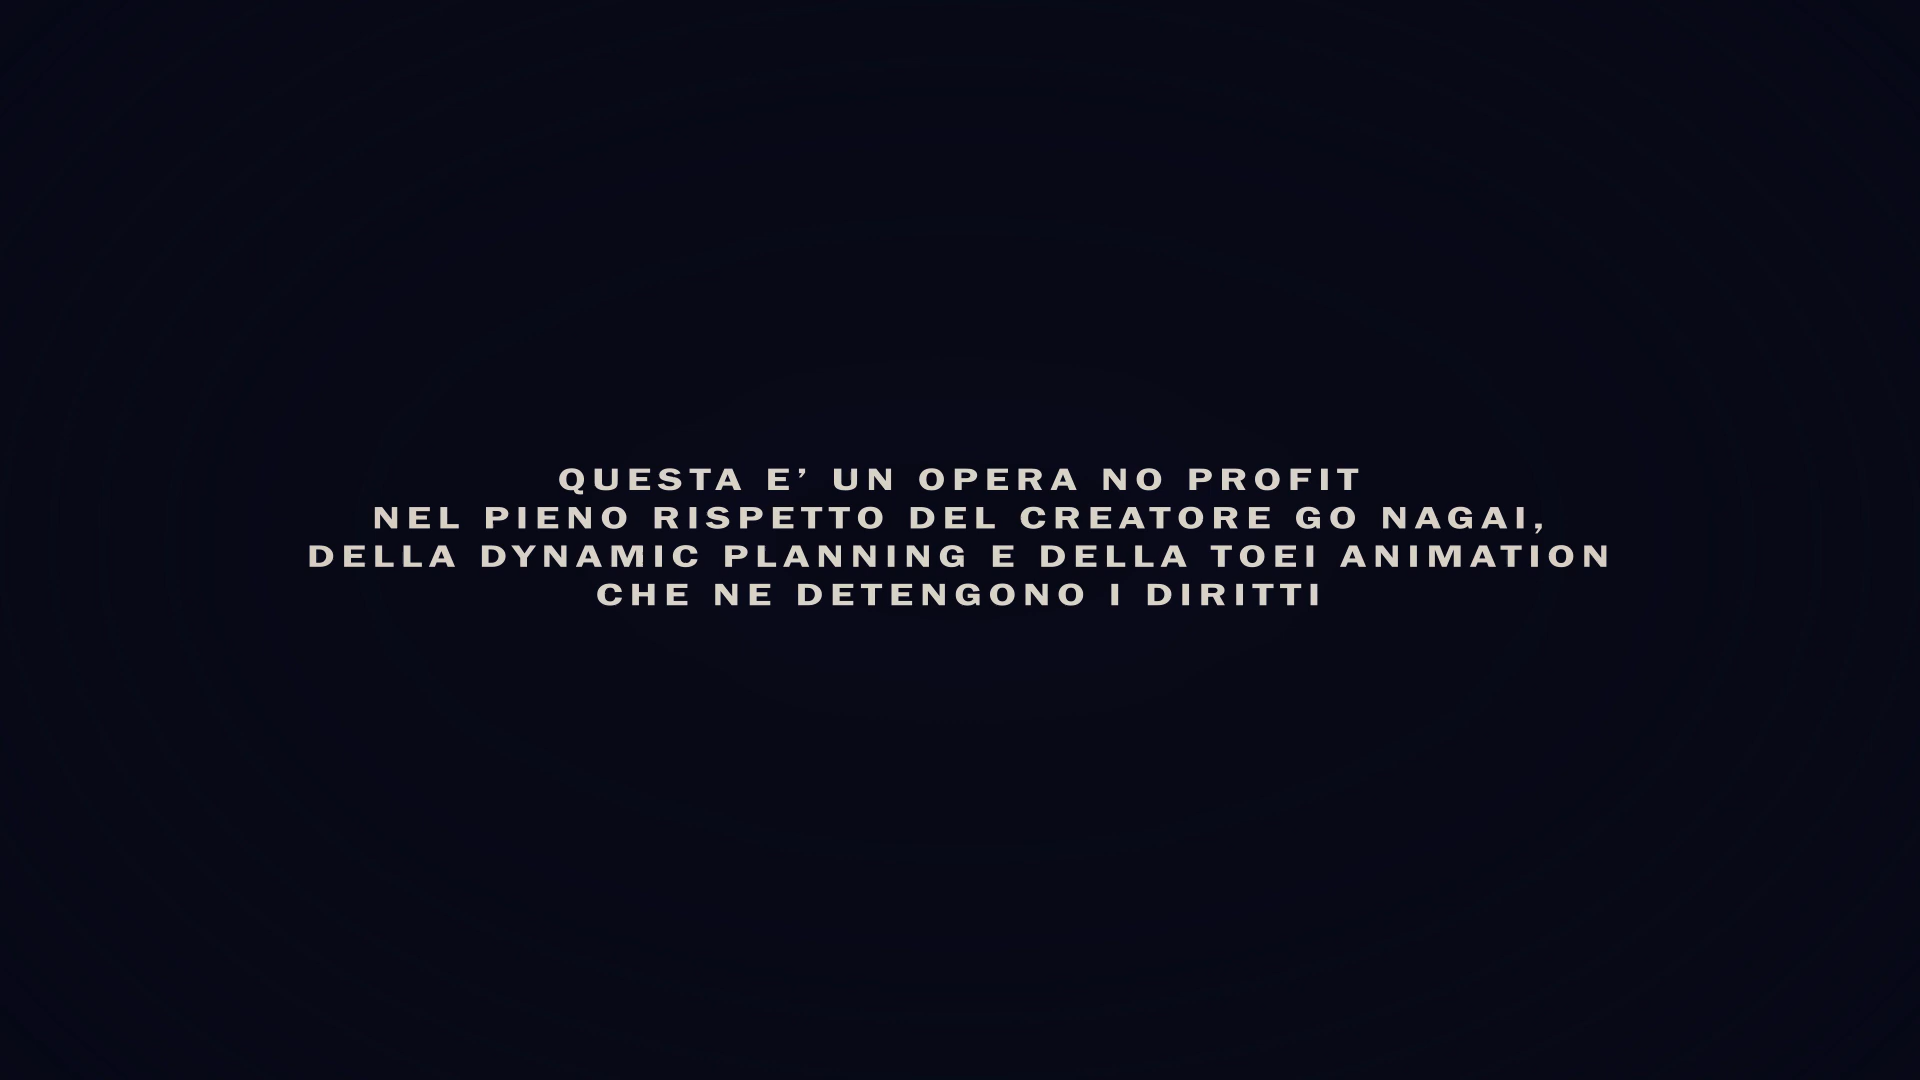 QUESTA E’ UN OPERA NO PROFIT
NEL PIENO RISPETTO DEL CREATORE GO NAGAI,
DELLA DYNAMIC PLANNING E DELLA TOEI ANIMATION
CHE NE DETENGONO I DIRITTI